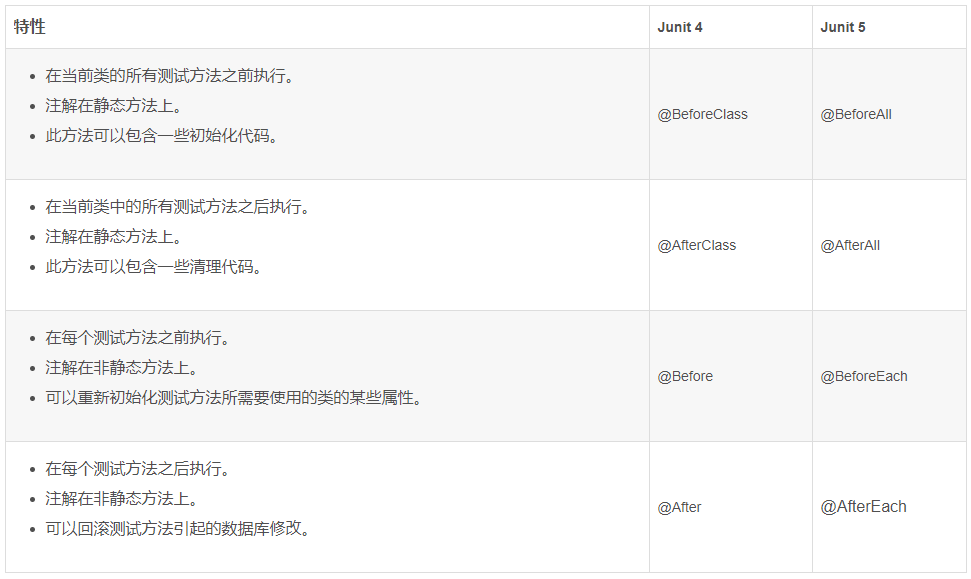 特性 Junit 4 Junit 5
在当前类的所有测试方法之前执行。
注解在静态方法上。
此方法可以包含一些初始化代码。
@BeforeClass @BeforeAll
在当前类中的所有测试方法之后执行。
注解在静态方法上。
此方法可以包含一些清理代码。
@AfterClass @AfterAll
在每个测试方法之前执行。
注解在非静态方法上。
可以重新初始化测试方法所需要使用的类的某些属性。
@Before @BeforeEach
在每个测试方法之后执行。
注解在非静态方法上。
可以回滚测试方法引起的数据库修改。
@After @AfterEach